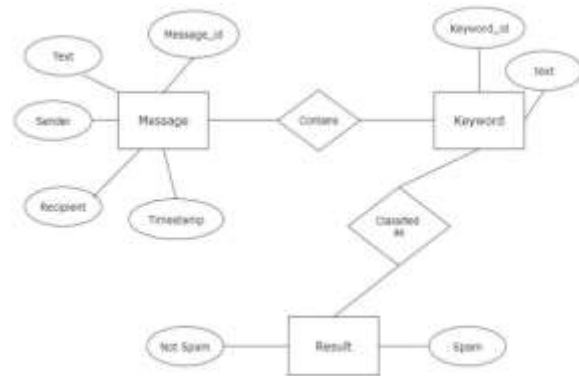 Message_id
Keyword_id
Text
text
Sender
Message
Contains
Keyword
Recipient
Timestamp
Classified
as
Not Spam
Result
Spam